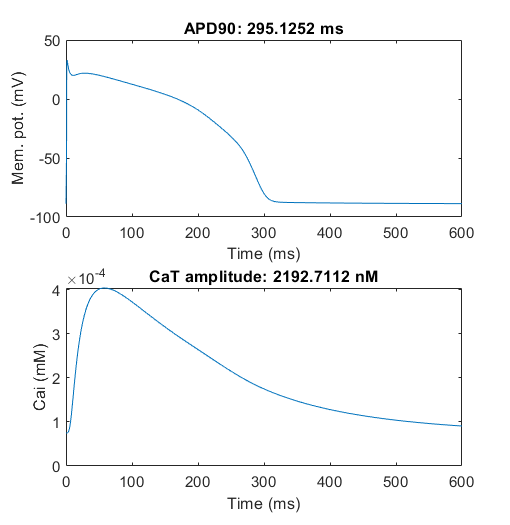 APD90: 295.1252 ms
50
0
-50
-100
Mem. pot. (mV)
0 100 200 300 400 500 600
Time (ms)
×10-4
CaT amplitude: 2192.7112 nM
4
3
2
1
0
Cai (mM)
0 100 200 300 400 500 600
Time (ms)